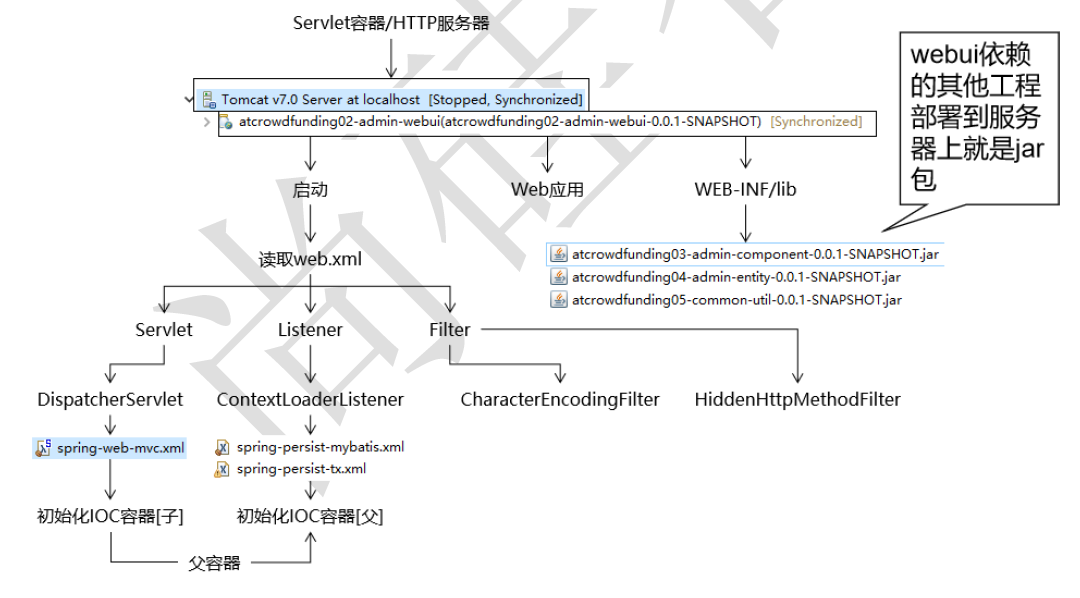 Servlet容器/HTTP服务器
Tomcat v7.0 Server at localhost [Stopped, Synchronized]
atcrowdfunding02-admin-webui(atcrowdfunding02-admin-webui-0.0.1-SNAPSHOT) [Synchronized]
webui依赖
的其他工程
部署到服务
器上就是jar
包
启动
Web应用
WEB-INF/lib
读取web.xml
atcrowdfunding03-admin-component-0.0.1-SNAPSHOT.jar
atcrowdfunding04-admin-entity-0.0.1-SNAPSHOT.jar
atcrowdfunding05-common-util-0.0.1-SNAPSHOT.jar
Servlet
Listener
Filter
DispatcherServlet
ContextLoaderListener
CharacterEncodingFilter
HiddenHttpMethodFilter
spring-web-mvc.xml
spring-persist-mybatis.xml
spring-persist-tx.xml
初始化IOC容器[子]
初始化IOC容器[父]
父容器